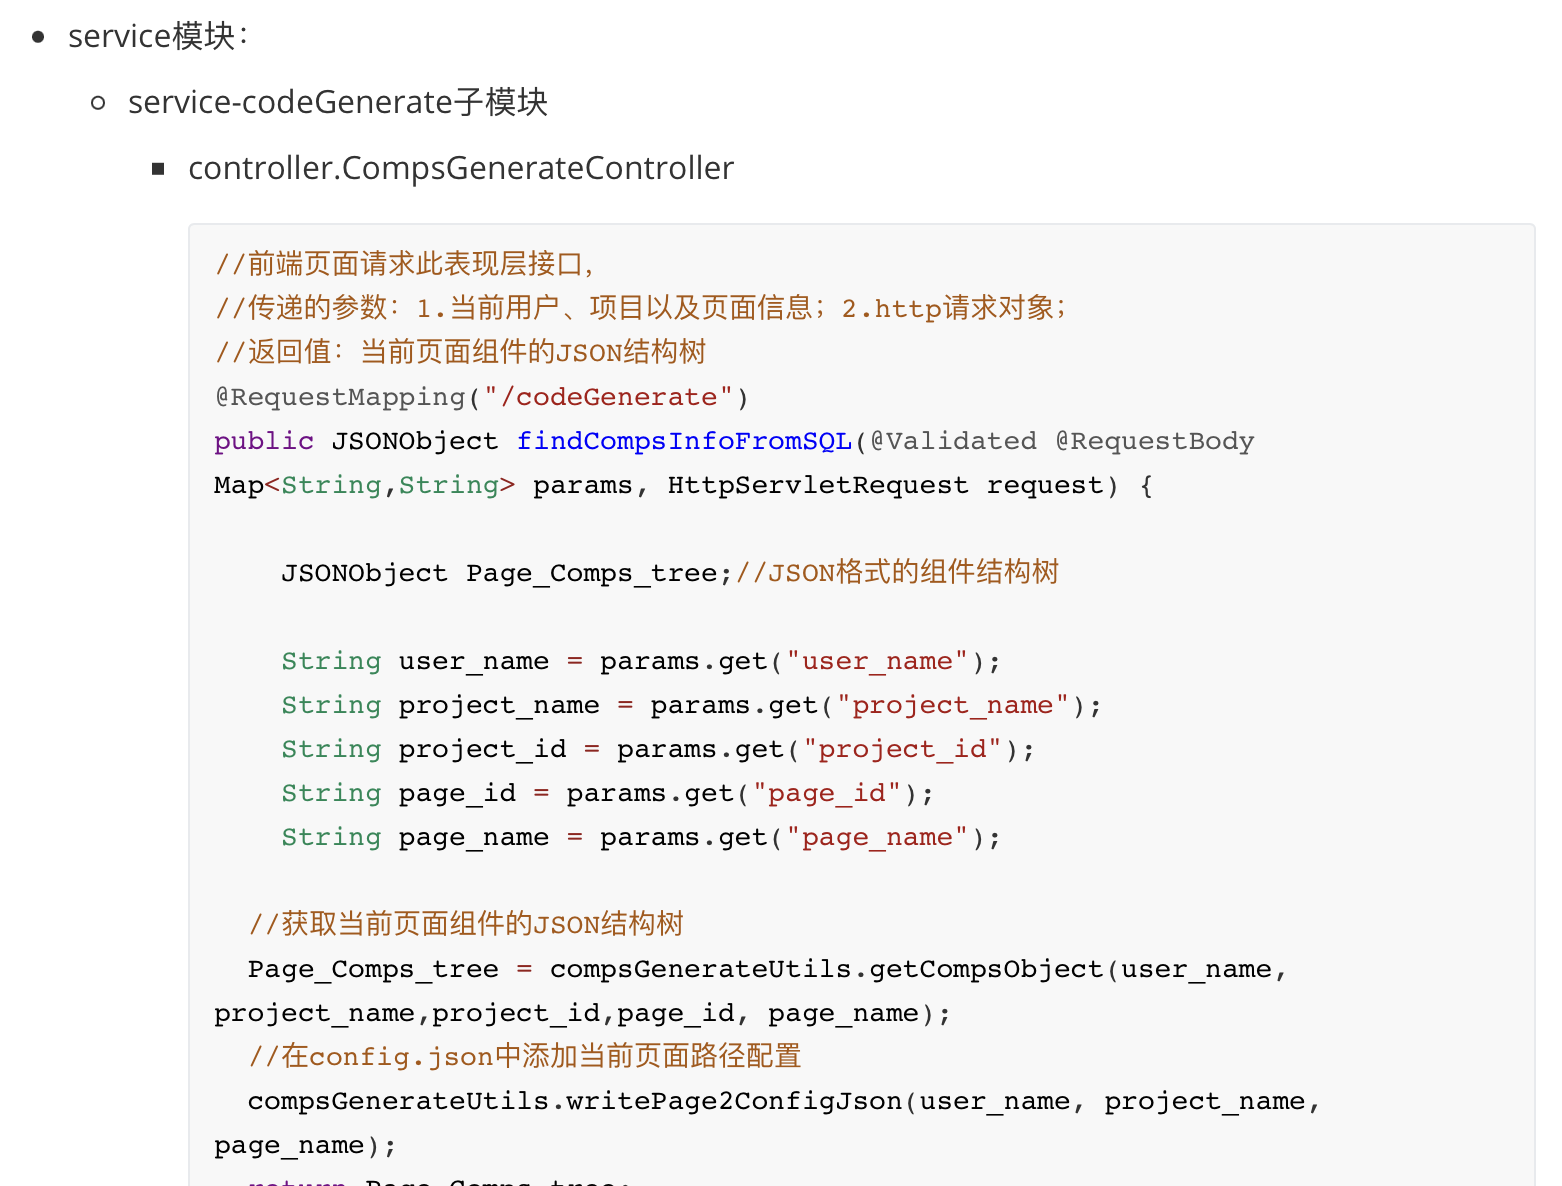 service模块：
service-codeGenerate子模块
controller.CompsGenerateController
//前端页面请求此表现层接口，
//传递的参数：1.当前用户、项目以及页面信息；2.http请求对象；
//返回值：当前页面组件的JSON结构树
@RequestMapping("/codeGenerate")
public JSONObject findCompsInfoFromSQL(@Validated @RequestBody
Map<String,String> params, HttpServletRequest request) {
JSONObject Page_Comps_tree;//JSON格式的组件结构树
String user_name = params.get("user_name");
String project_name = params.get("project_name");
String project_id = params.get("project_id");
String page_id = params.get("page_id");
String page_name = params.get("page_name");
//获取当前页面组件的JSON结构树
Page_Comps_tree = compsGenerateUtils.getCompsObject(user_name,
project_name,project_id,page_id, page_name);
//在config.json中添加当前页面路径配置
compsGenerateUtils.writePage2ConfigJson(user_name, project_name,
page_name);
return Page_Comps_tree;